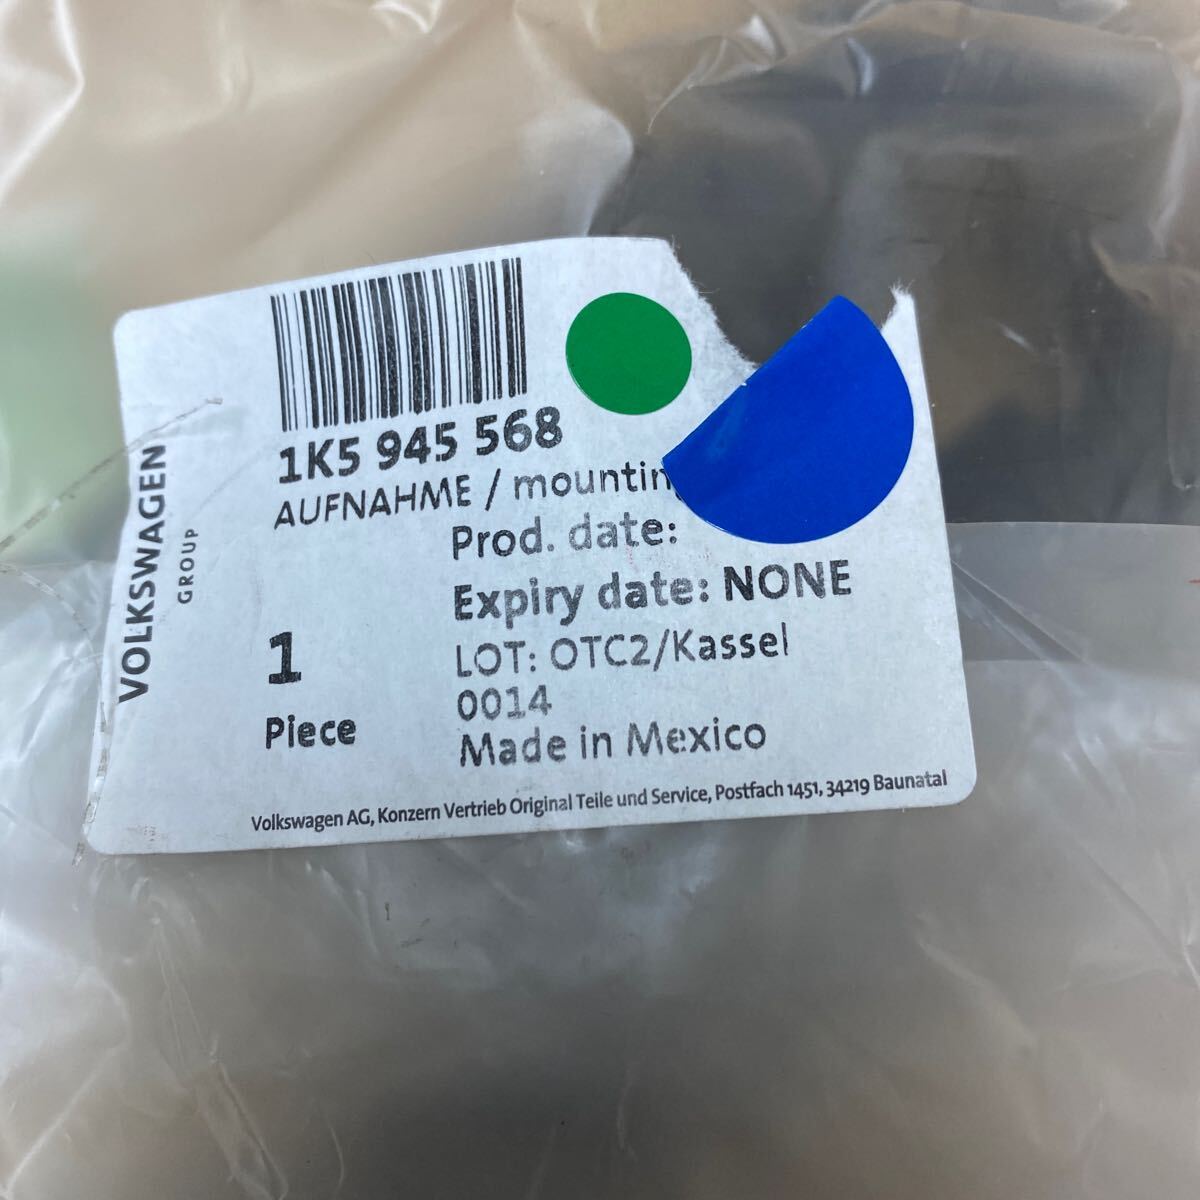 VOLKSWAGEN
GROUP
1K5 945 568
AUFNAHME /
Prod. date:
Expiry date: NONE
1
Piece
LOT: OTC2/Kassel
0014
Made in Mexico
Volkswagen AG, Konzern Vertrieb Original Teile und Service, Postfach 1451, 34219 Baunatal